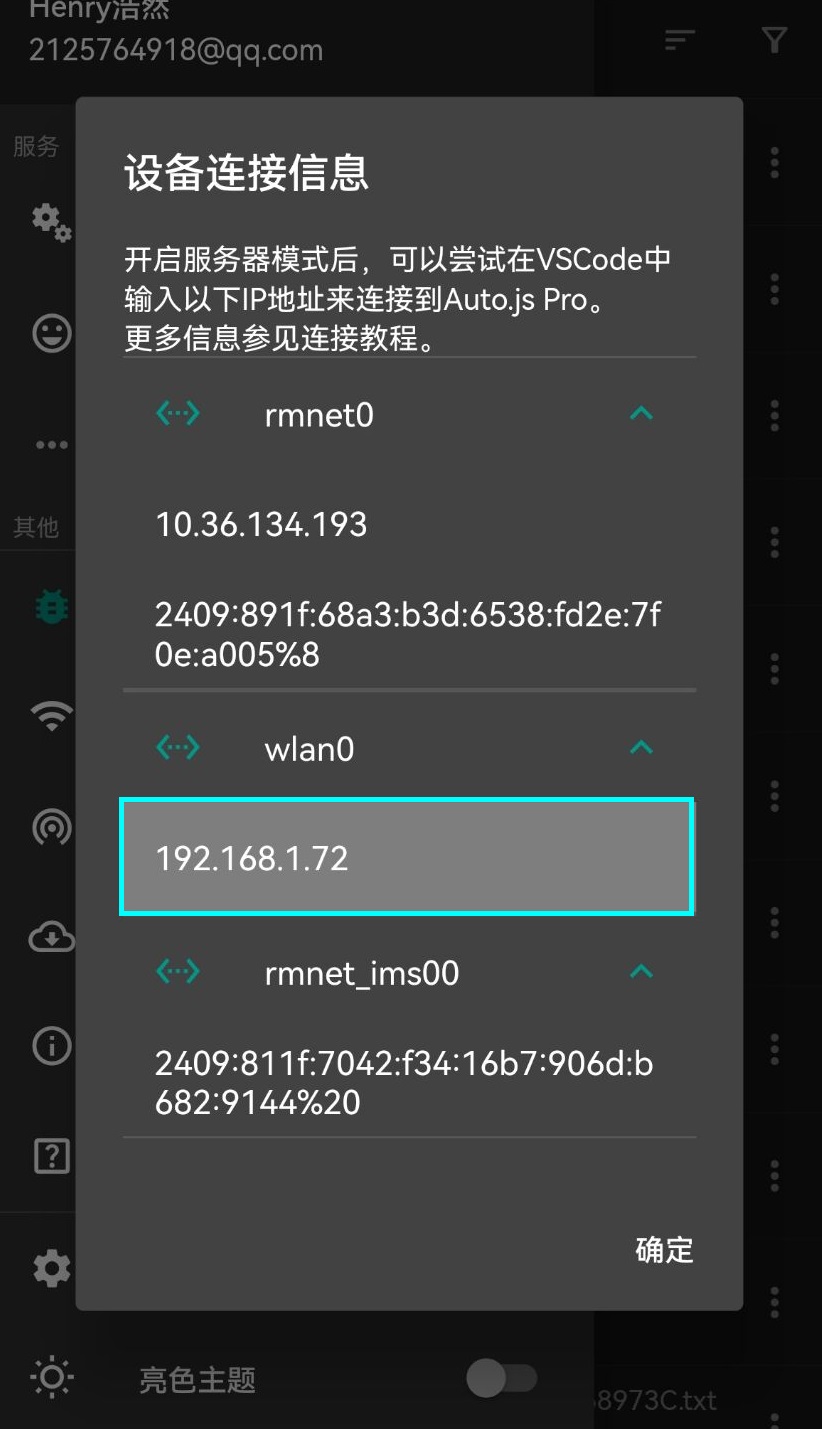 Henry浩然
2125764918@qq.com
服务
设备连接信息
开启服务器模式后，可以尝试在VSCode中
输入以下IP地址来连接到Auto.js Pro。
更多信息参见连接教程。
rmnet0
10.36.134.193
其他
2409:891f:68a3:b3d:6538:fd2e:7f
0e:a005%8
wlan0
192.168.1.72
rmnet_ims00
2409:811f:7042:f34:16b7:906d:b
682:9144%20
确定
亮色主题
68973C.txt